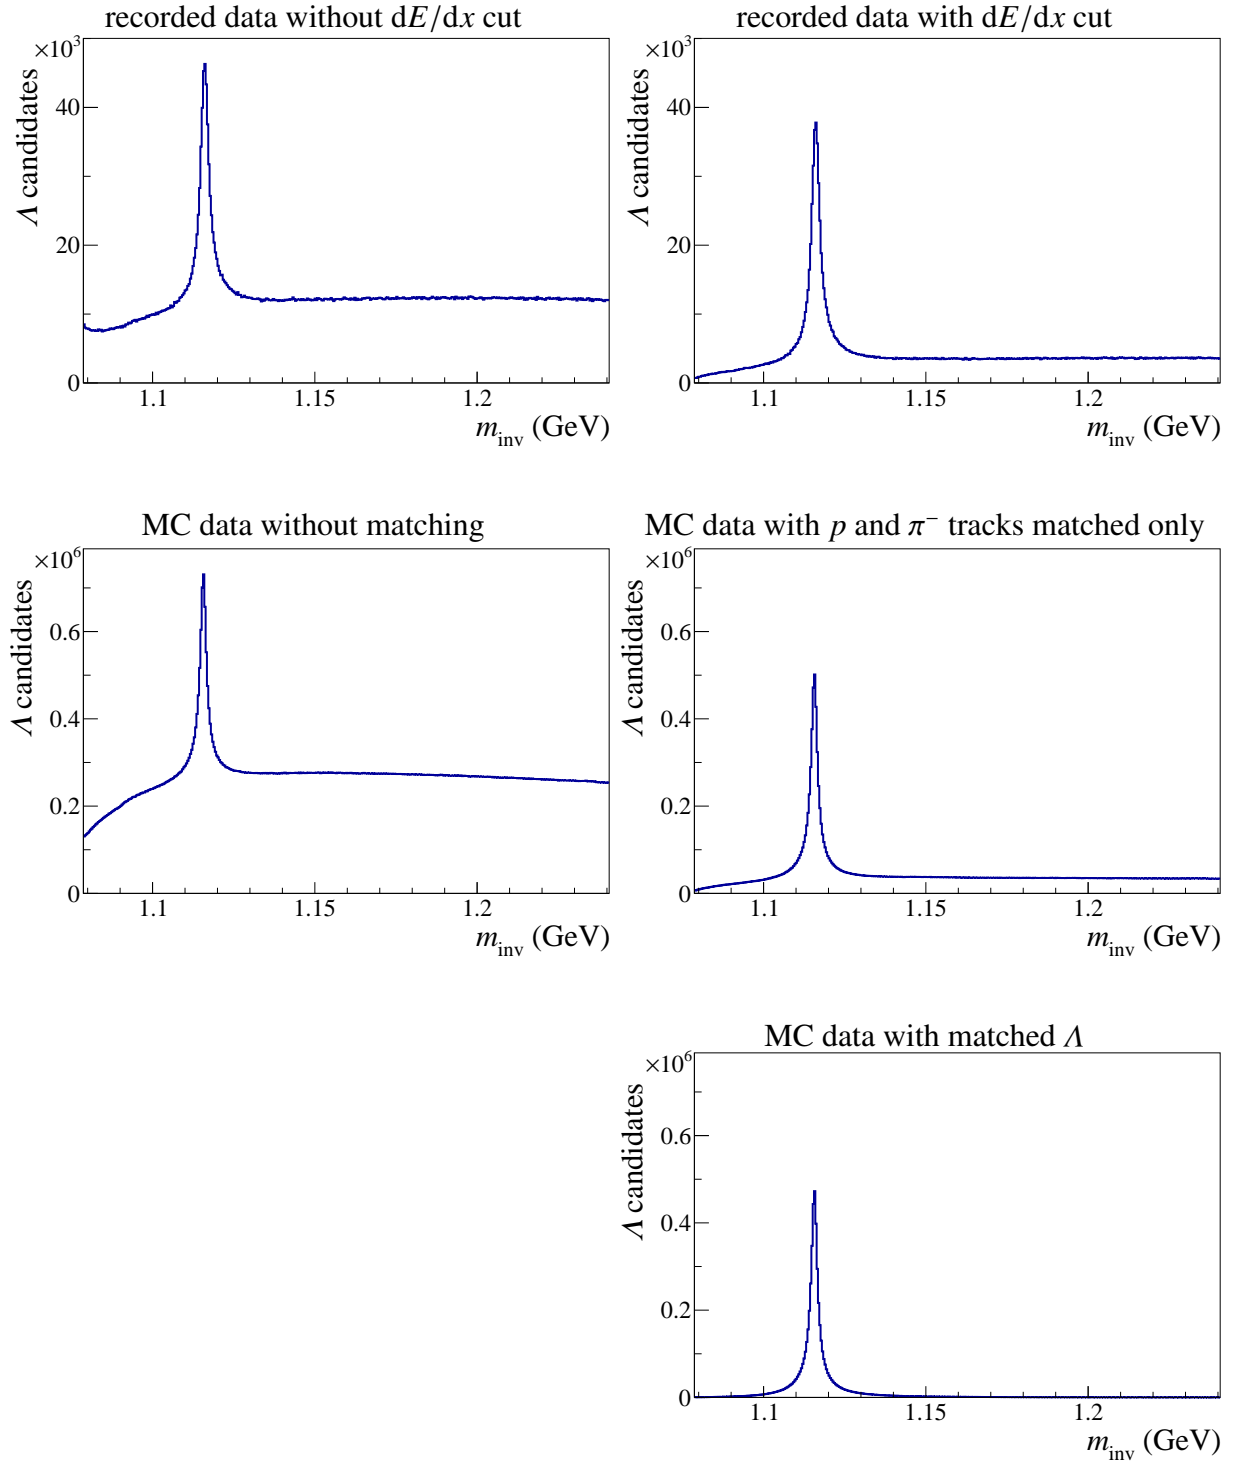 recorded data without dE/dx cut
×10³
Λ candidates
40
20
0
1.1 1.15 1.2
m_inv (GeV)
recorded data with dE/dx cut
×10³
Λ candidates
40
20
0
1.1 1.15 1.2
m_inv (GeV)
MC data without matching
×10⁶
Λ candidates
0.6
0.4
0.2
0
1.1 1.15 1.2
m_inv (GeV)
MC data with p and π⁻ tracks matched only
×10⁶
Λ candidates
0.6
0.4
0.2
0
1.1 1.15 1.2
m_inv (GeV)
MC data with matched Λ
×10⁶
Λ candidates
0.6
0.4
0.2
0
1.1 1.15 1.2
m_inv (GeV)